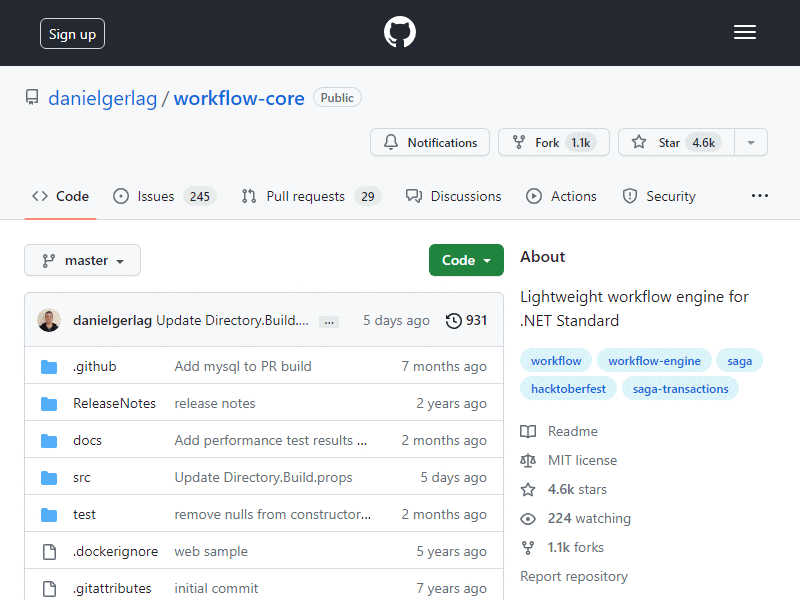 Sign up
danielgerlag / workflow-core Public
Notifications Fork 1.1k Star 4.6k
Code Issues 245 Pull requests 29 Discussions Actions Security ...
master Code
danielgerlag Update Directory.Build.... ... 5 days ago 931
.github Add mysql to PR build 7 months ago
ReleaseNotes release notes 2 years ago
docs Add performance test results ... 2 months ago
src Update Directory.Build.props 5 days ago
test remove nulls from constructor... 2 months ago
.dockerignore web sample 5 years ago
.gitattributes initial commit 7 years ago
About
Lightweight workflow engine for
.NET Standard
workflow workflow-engine saga
hacktoberfest saga-transactions
Readme
MIT license
4.6k stars
224 watching
1.1k forks
Report repository